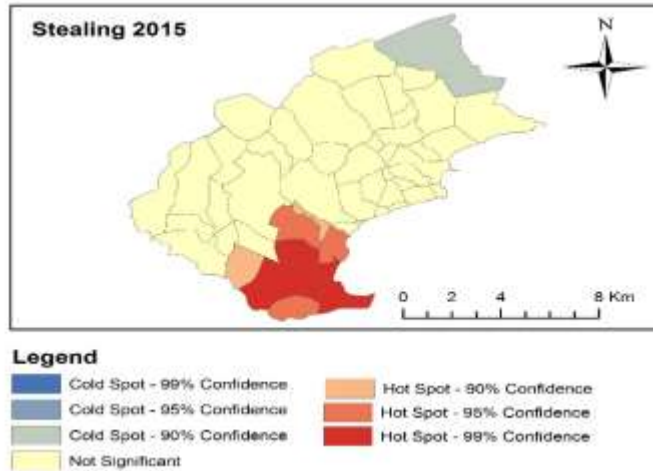 Stealing 2015
N
0 2 4 8 Km
Legend
Cold Spot - 99% Confidence
Cold Spot - 95% Confidence
Cold Spot - 90% Confidence
Not Significant
Hot Spot - 90% Confidence
Hot Spot - 95% Confidence
Hot Spot - 99% Confidence